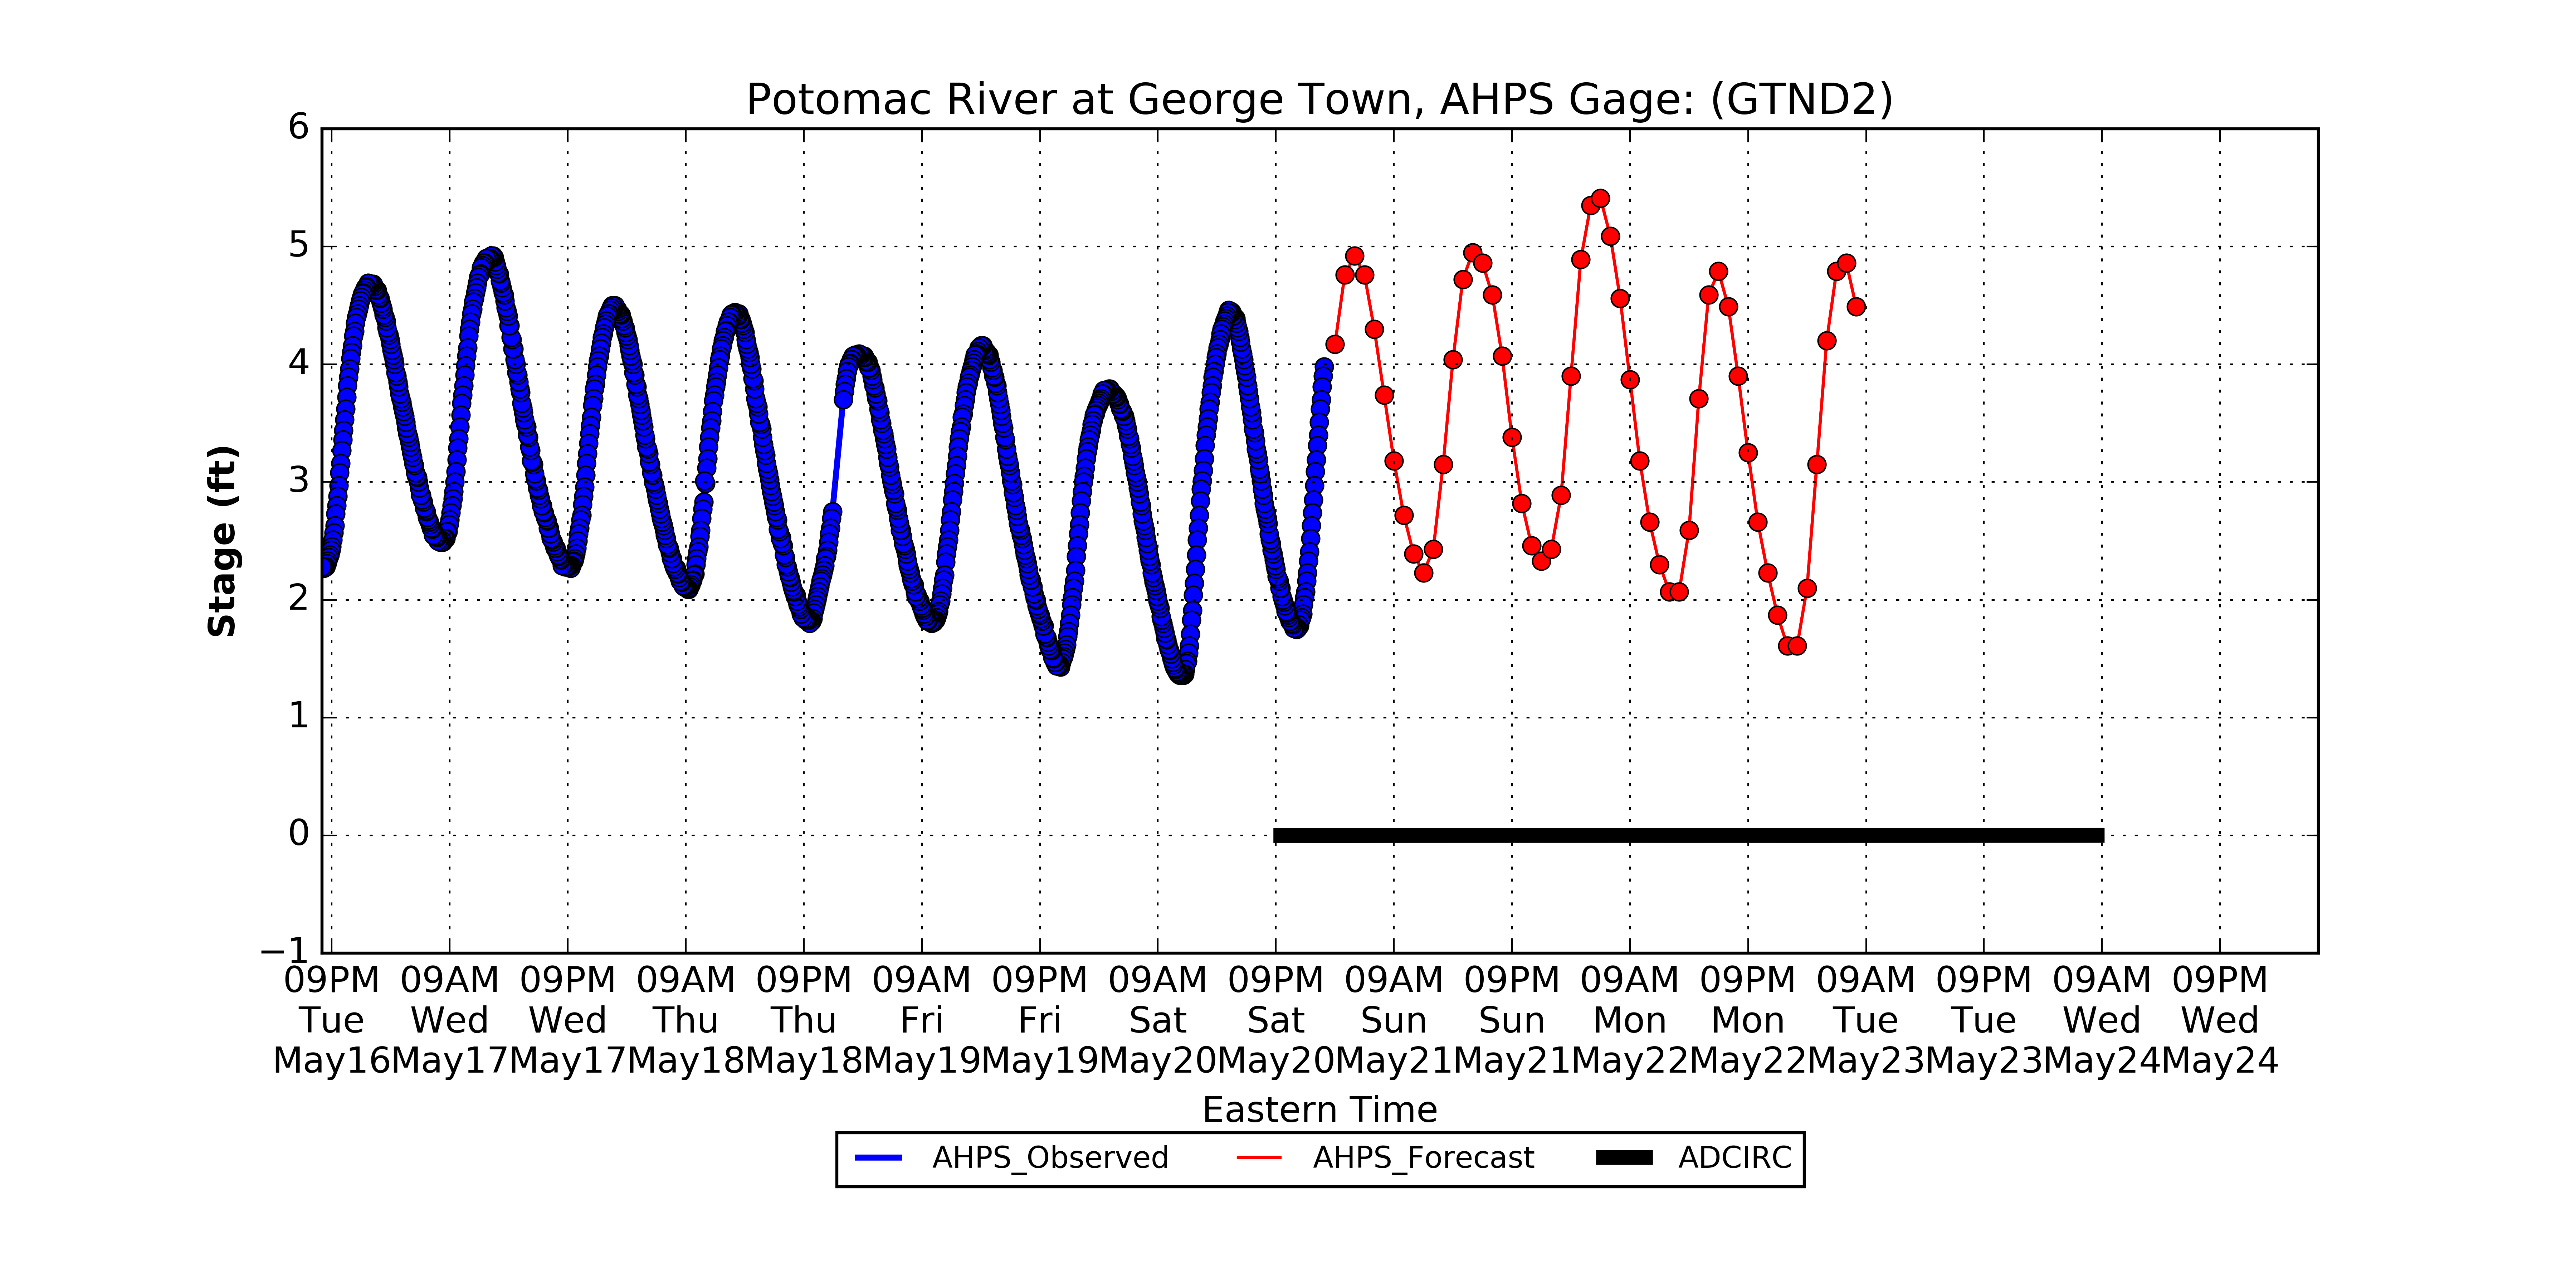 Potomac River at George Town, AHPS Gage: (GTND2)
6
5
4
3
2
1
0
−1
Stage (ft)
09PM 09AM 09PM 09AM 09PM 09AM 09PM 09AM 09PM 09AM 09PM 09AM 09PM 09AM 09PM 09AM 09PM
Tue Wed Wed Thu Thu Fri Fri Sat Sat Sun Sun Mon Mon Tue Tue Wed Wed
May16 May17 May17 May18 May18 May19 May19 May20 May20 May21 May21 May22 May22 May23 May23 May24 May24
Eastern Time
AHPS_Observed AHPS_Forecast ADCIRC